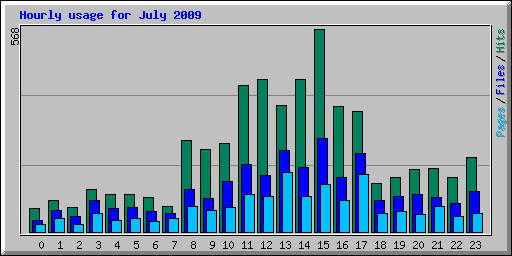 Hourly usage for July 2009
568
Pages/Files/Hits
0 1 2 3 4 5 6 7 8 9 10 11 12 13 14 15 16 17 18 19 20 21 22 23